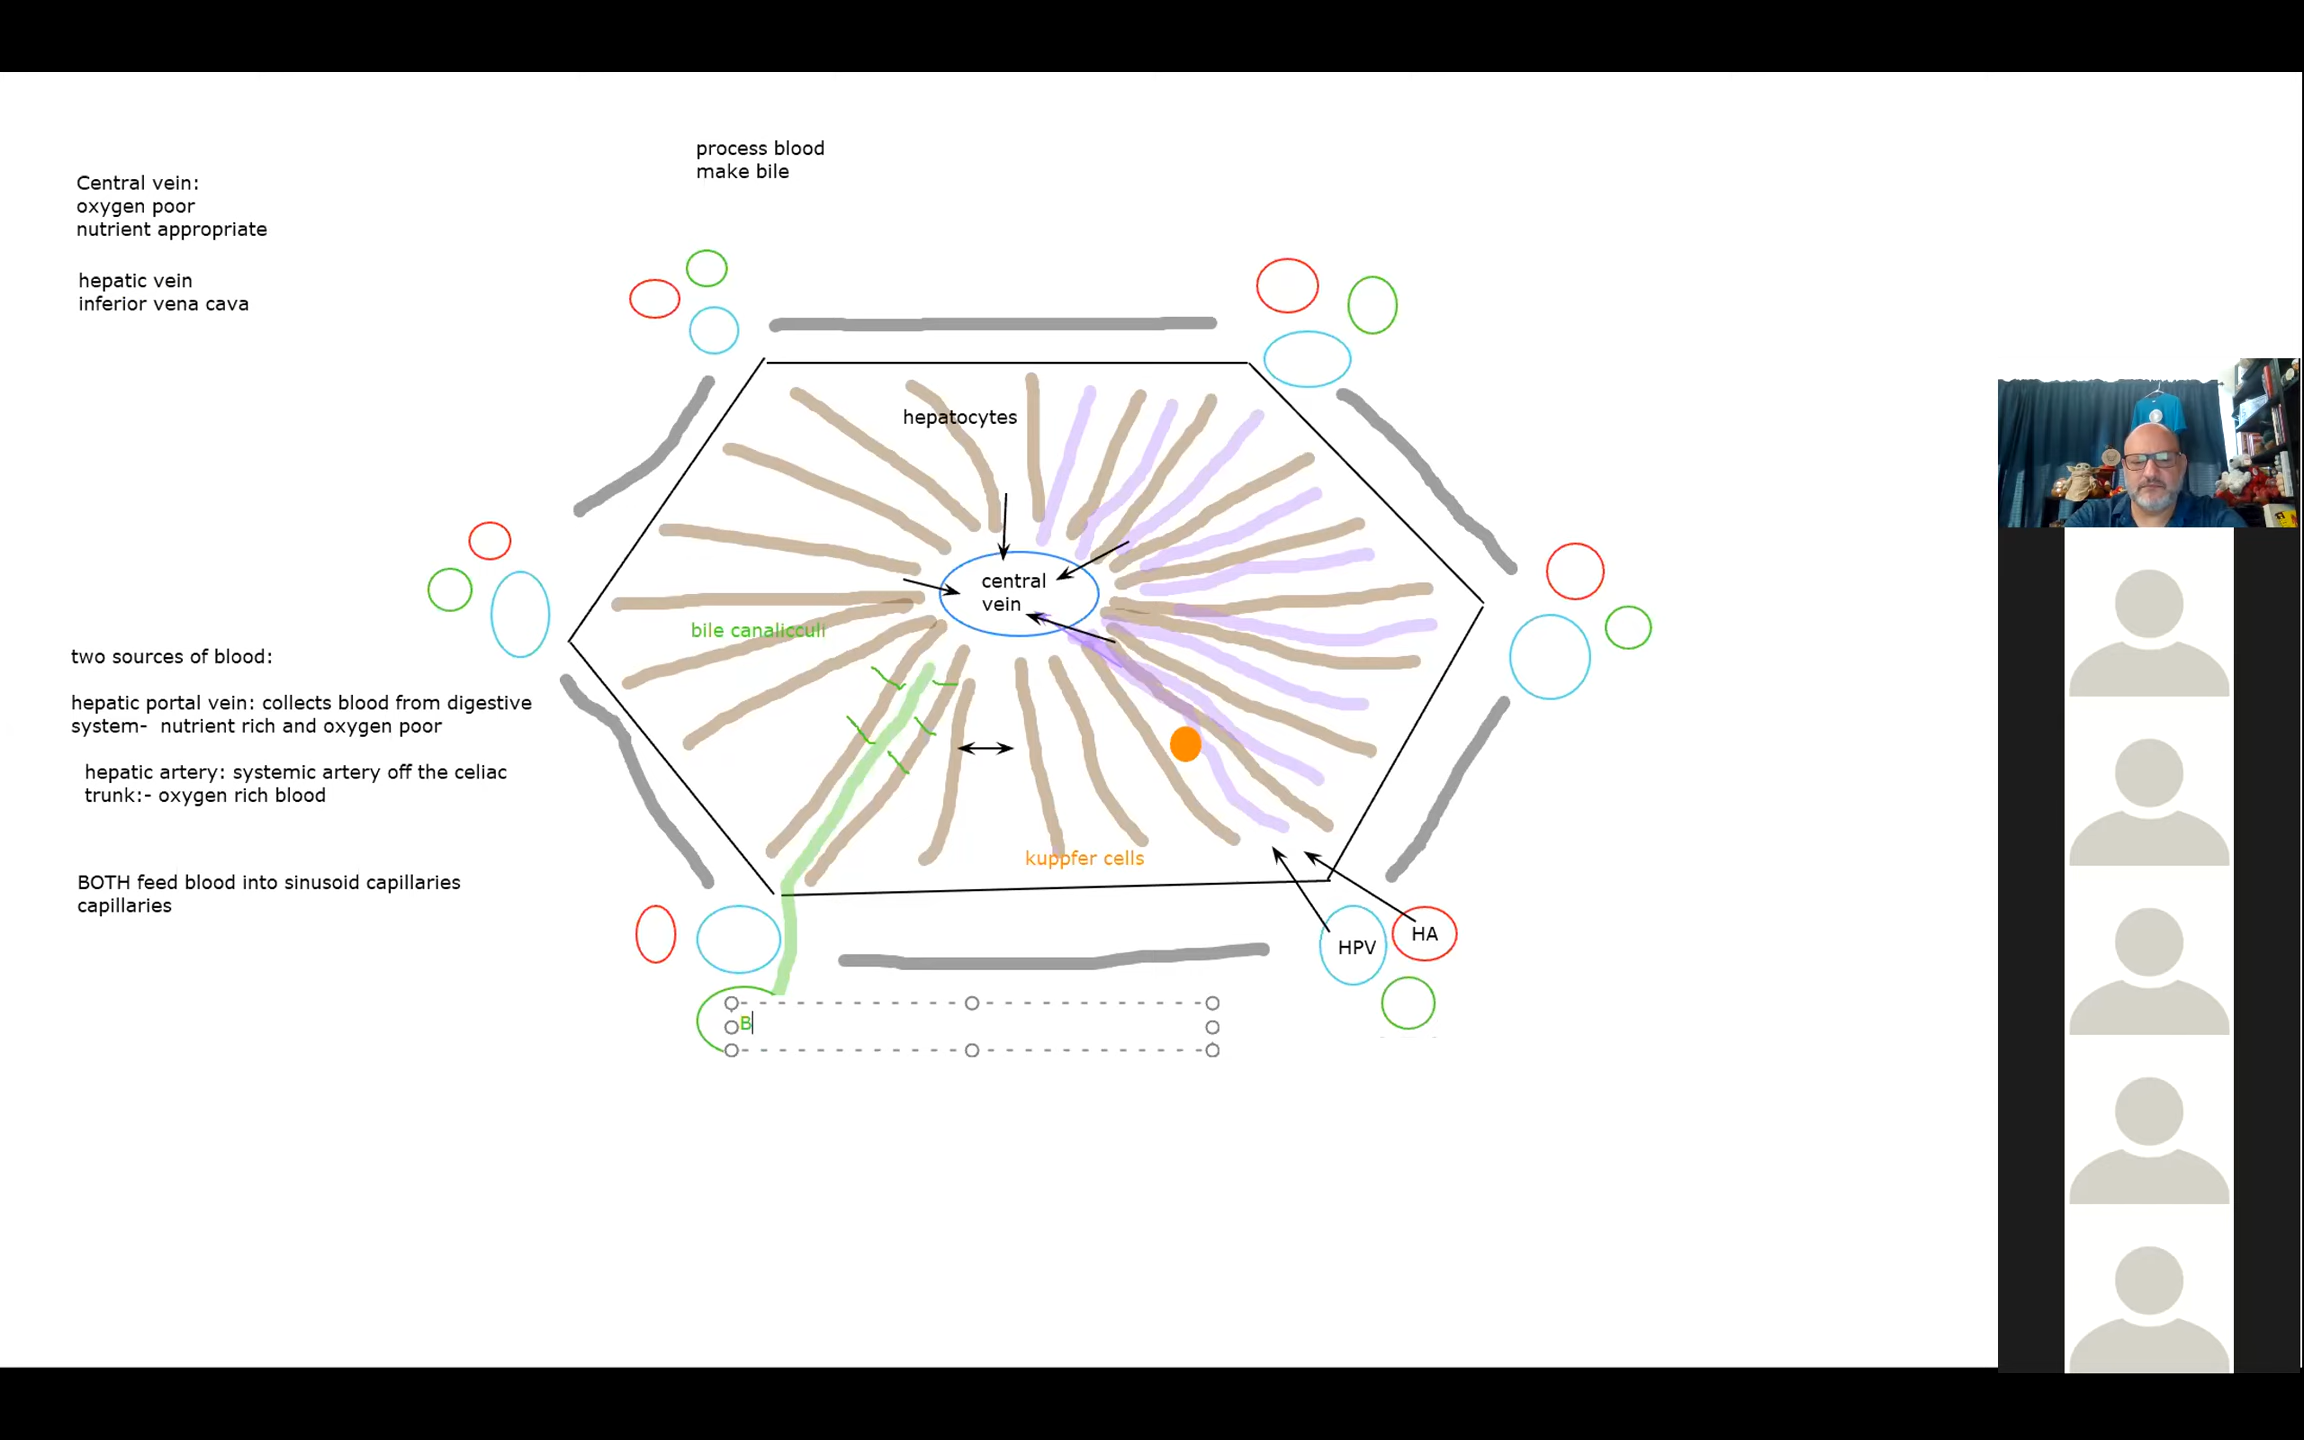 process blood
make bile
Central vein:
oxygen poor
nutrient appropriate
hepatic vein
inferior vena cava
hepatocytes
central
vein
bile canalicculi
two sources of blood:
hepatic portal vein: collects blood from digestive
system- nutrient rich and oxygen poor
hepatic artery: systemic artery off the celiac
trunk:- oxygen rich blood
kuppfer cells
BOTH feed blood into sinusoid capillaries
capillaries
HPV
HA
B